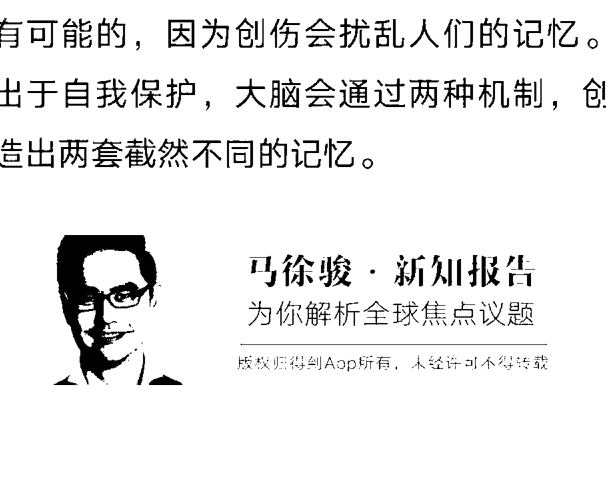 有可能的，因为创伤会扰乱人们的记忆。
出于自我保护，大脑会通过两种机制，创
造出两套截然不同的记忆。
马徐骏·新知报告
为你解析全球焦点议题
版权归得到App所有，未经许可不得转载